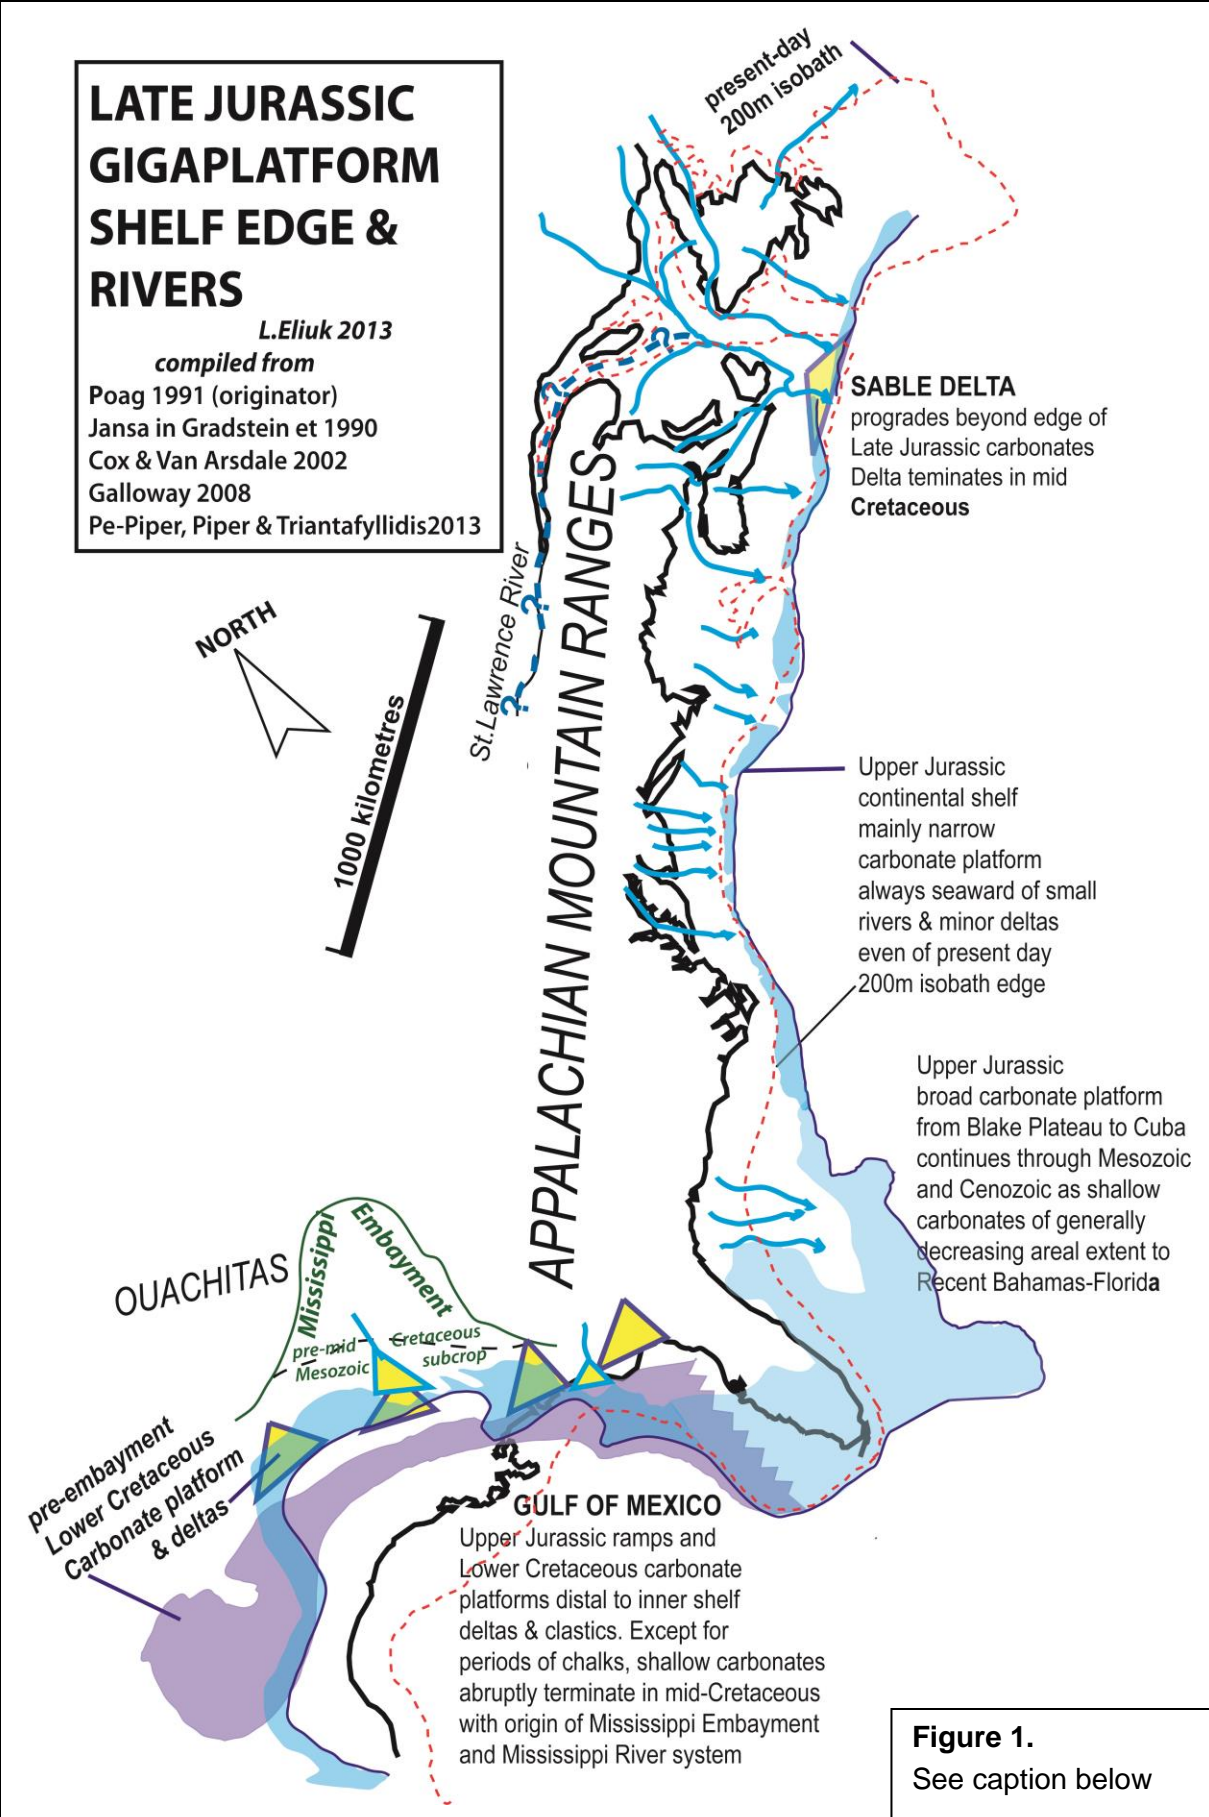 LATE JURASSIC
GIGAPLATFORM
SHELF EDGE &
RIVERS
L.Eliuk 2013
compiled from
Poag 1991 (originator)
Jansa in Gradstein et 1990
Cox & Van Arsdale 2002
Galloway 2008
Pe-Piper, Piper & Triantafyllidis2013
present-day
200m isobath
SABLE DELTA
progrades beyond edge of
Late Jurassic carbonates
Delta teminates in mid
Cretaceous
?
?
?
?
St.Lawrence River
NORTH
1000 kilometres
APPALACHIAN MOUNTAIN RANGES
Upper Jurassic
continental shelf
mainly narrow
carbonate platform
always seaward of small
rivers & minor deltas
even of present day
200m isobath edge
Upper Jurassic
broad carbonate platform
from Blake Plateau to Cuba
continues through Mesozoic
and Cenozoic as shallow
carbonates of generally
decreasing areal extent to
Recent Bahamas-Florida
OUACHITAS
Mississippi
Embayment
pre-mid Cretaceous
Mesozoic subcrop
pre-embayment
Lower Cretaceous
Carbonate platform
& deltas
GULF OF MEXICO
Upper Jurassic ramps and
Lower Cretaceous carbonate
platforms distal to inner shelf
deltas & clastics. Except for
periods of chalks, shallow carbonates
abruptly terminate in mid-Cretaceous
with origin of Mississippi Embayment
and Mississippi River system
Figure 1.
See caption below